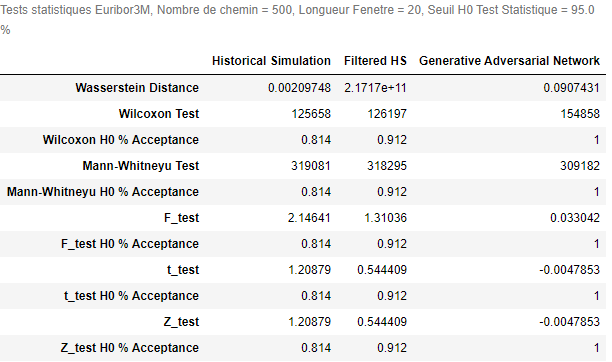 Tests statistiques Euribor3M, Nombre de chemin = 500, Longueur Fenetre = 20, Seuil H0 Test Statistique = 95.0
%
Historical Simulation Filtered HS Generative Adversarial Network
Wasserstein Distance 0.00209748 2.1717e+11 0.0907431
Wilcoxon Test 125658 126197 154858
Wilcoxon H0 % Acceptance 0.814 0.912 1
Mann-Whitneyu Test 319081 318295 309182
Mann-Whitneyu H0 % Acceptance 0.814 0.912 1
F_test 2.14641 1.31036 0.033042
F_test H0 % Acceptance 0.814 0.912 1
t_test 1.20879 0.544409 -0.0047853
t_test H0 % Acceptance 0.814 0.912 1
Z_test 1.20879 0.544409 -0.0047853
Z_test H0 % Acceptance 0.814 0.912 1